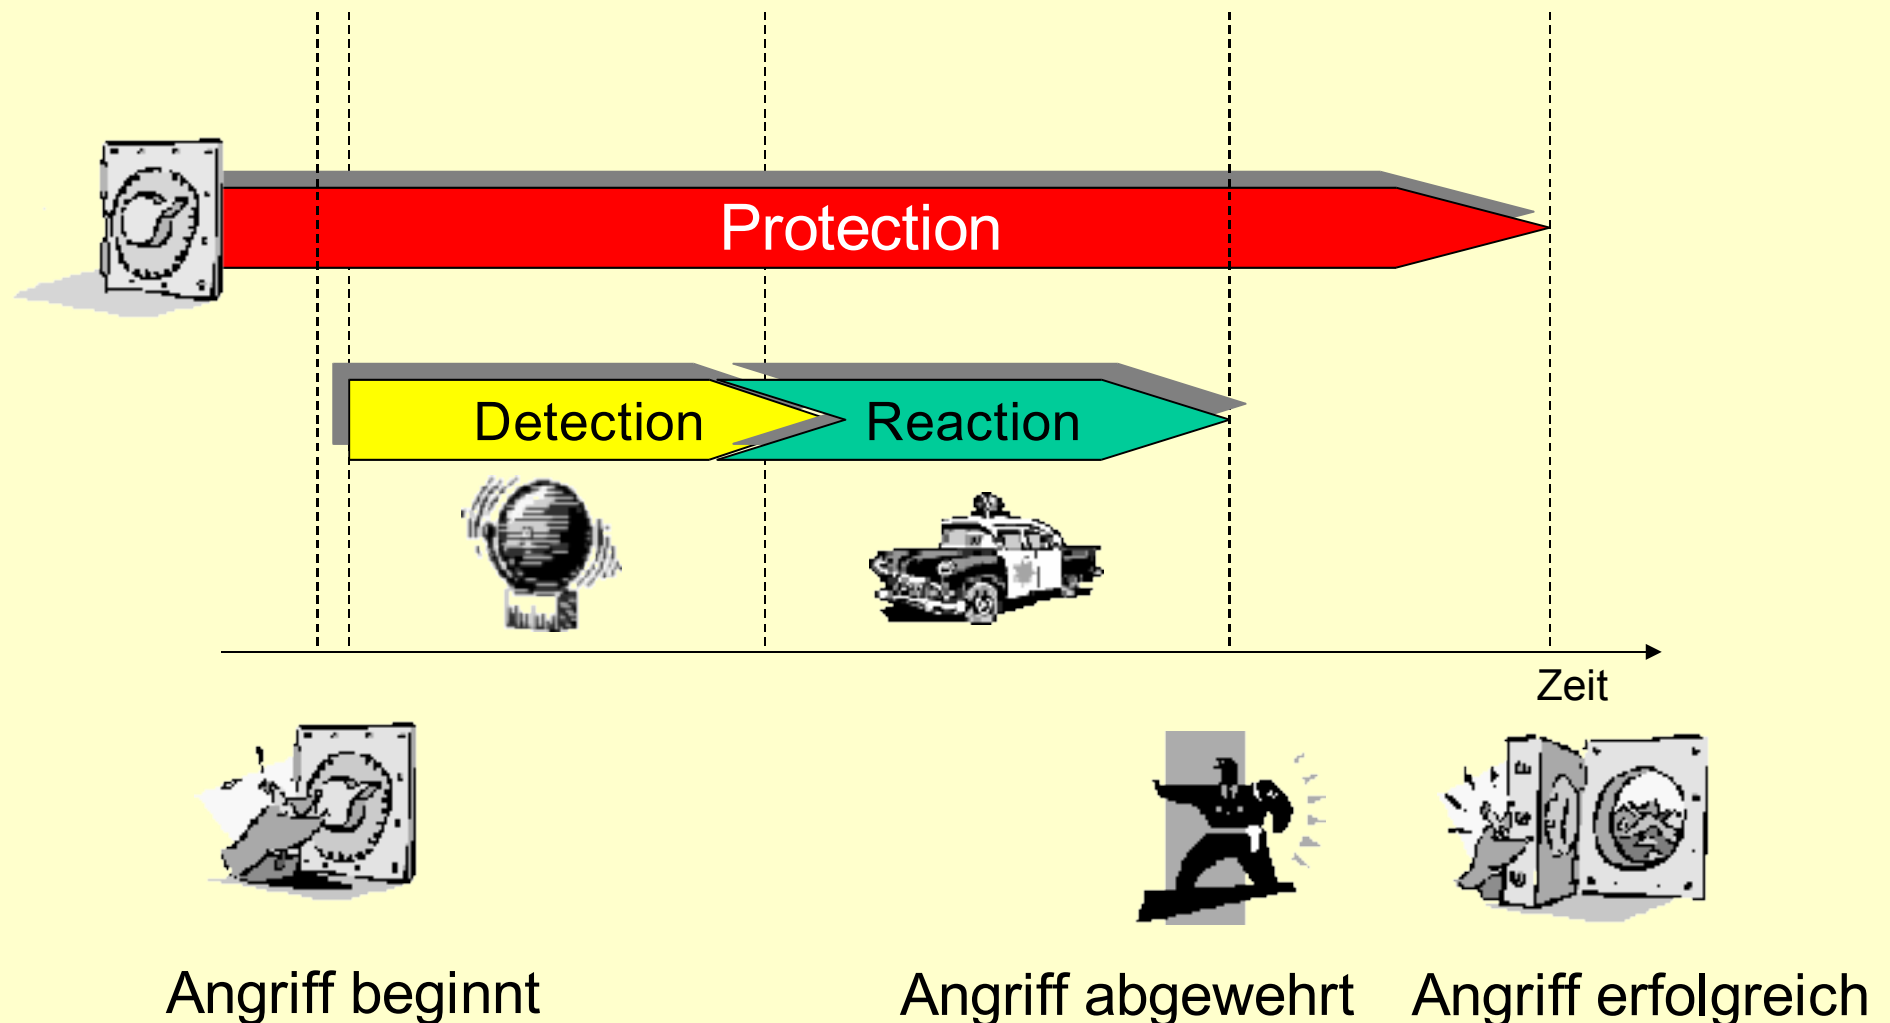 Protection
Detection
Reaction
Zeit
Angriff beginnt
Angriff abgewehrt
Angriff erfolgreich